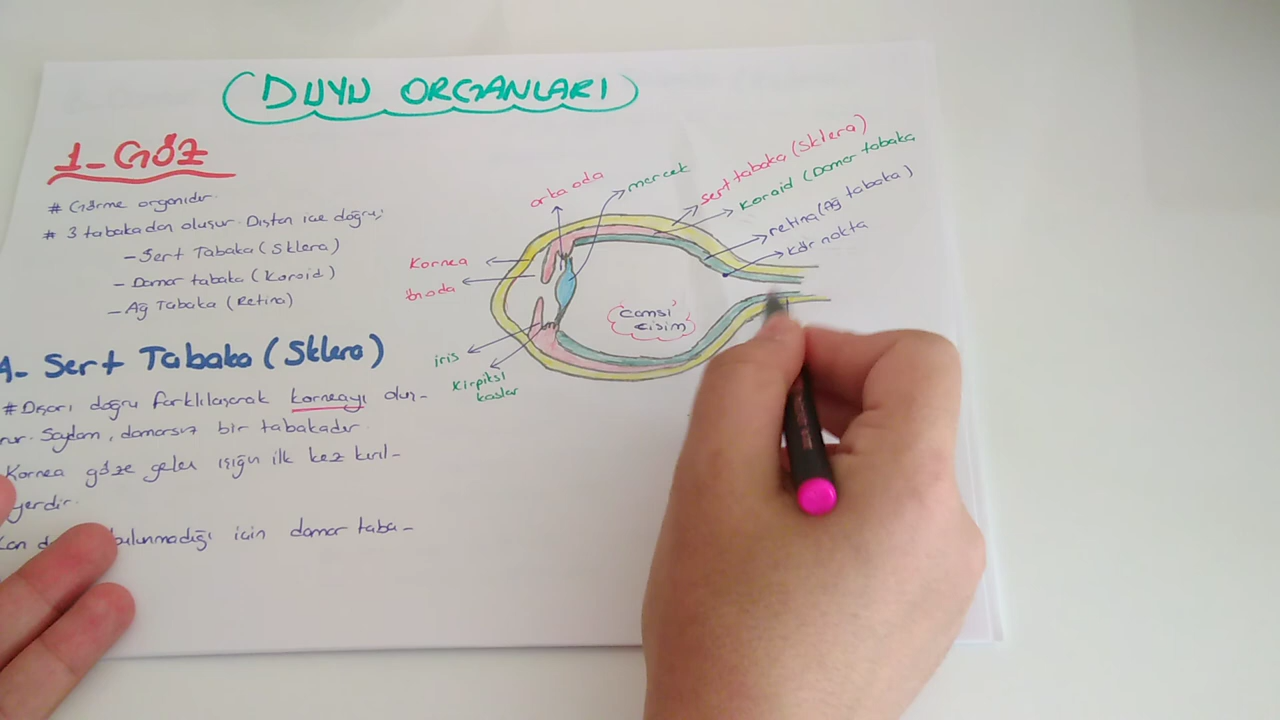 DUYU ORGANLARI
1- GÖZ
# Görme organıdır.
# 3 tabakadan oluşur. Dıştan içe doğru;
- Sert Tabaka (Sklera)
- Damar tabaka (Koroid)
- Ağ Tabaka (Retina)
A- Sert Tabaka (Sklera)
# Dışarı doğru farklılaşarak korneayı oluş-
rur. Saydam, damarsız bir tabakadır.
Kornea göze gelen ışığın ilk kez kırıl-
yerdir.
bulunmadığı için damar taba-
arka oda
mercek
sert tabaka (Sklera)
Koroid (Damar tabaka
retina (Ağ tabaka)
Kör nokta
Kornea
ön oda
iris
Kirpiksi
kaslar
camsı
cisim